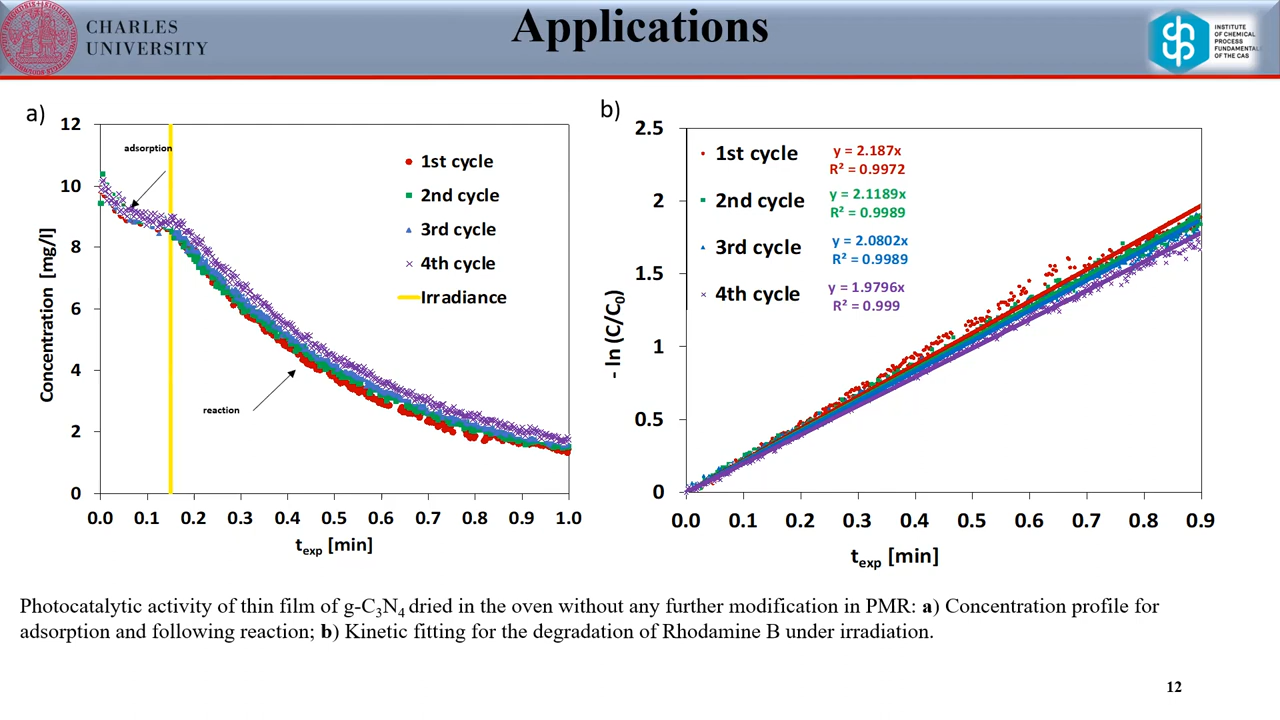 CHARLES
UNIVERSITY
Applications
INSTITUTE
OF CHEMICAL
PROCESS
FUNDAMENTALS
OF THE CAS
a)
12
10
8
6
4
2
0
Concentration [mg/l]
adsorption
reaction
1st cycle
2nd cycle
3rd cycle
4th cycle
Irradiance
0.0 0.1 0.2 0.3 0.4 0.5 0.6 0.7 0.8 0.9 1.0
texp [min]
b)
2.5
2
1.5
1
0.5
0
- ln (C/C0)
1st cycle
y = 2.187x
R² = 0.9972
2nd cycle
y = 2.1189x
R² = 0.9989
3rd cycle
y = 2.0802x
R² = 0.9989
4th cycle
y = 1.9796x
R² = 0.999
0.0 0.1 0.2 0.3 0.4 0.5 0.6 0.7 0.8 0.9
texp [min]
Photocatalytic activity of thin film of g-C3N4 dried in the oven without any further modification in PMR: a) Concentration profile for
adsorption and following reaction; b) Kinetic fitting for the degradation of Rhodamine B under irradiation.
12